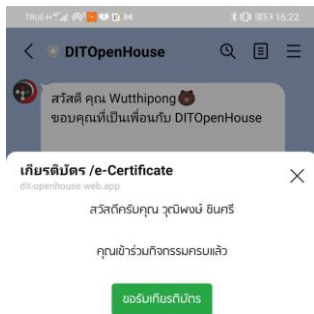 TRUE-H
16:22
DITOpenHouse
สวัสดี คุณ Wutthipong
ขอบคุณที่เป็นเพื่อนกับ DITOpenHouse
เกียรติบัตร /e-Certificate
dit-openhouse.web.app
สวัสดีครับคุณ วุฒิพงษ์ ชินศรี
คุณเข้าร่วมกิจกรรมครบแล้ว
ขอรับเกียรติบัตร